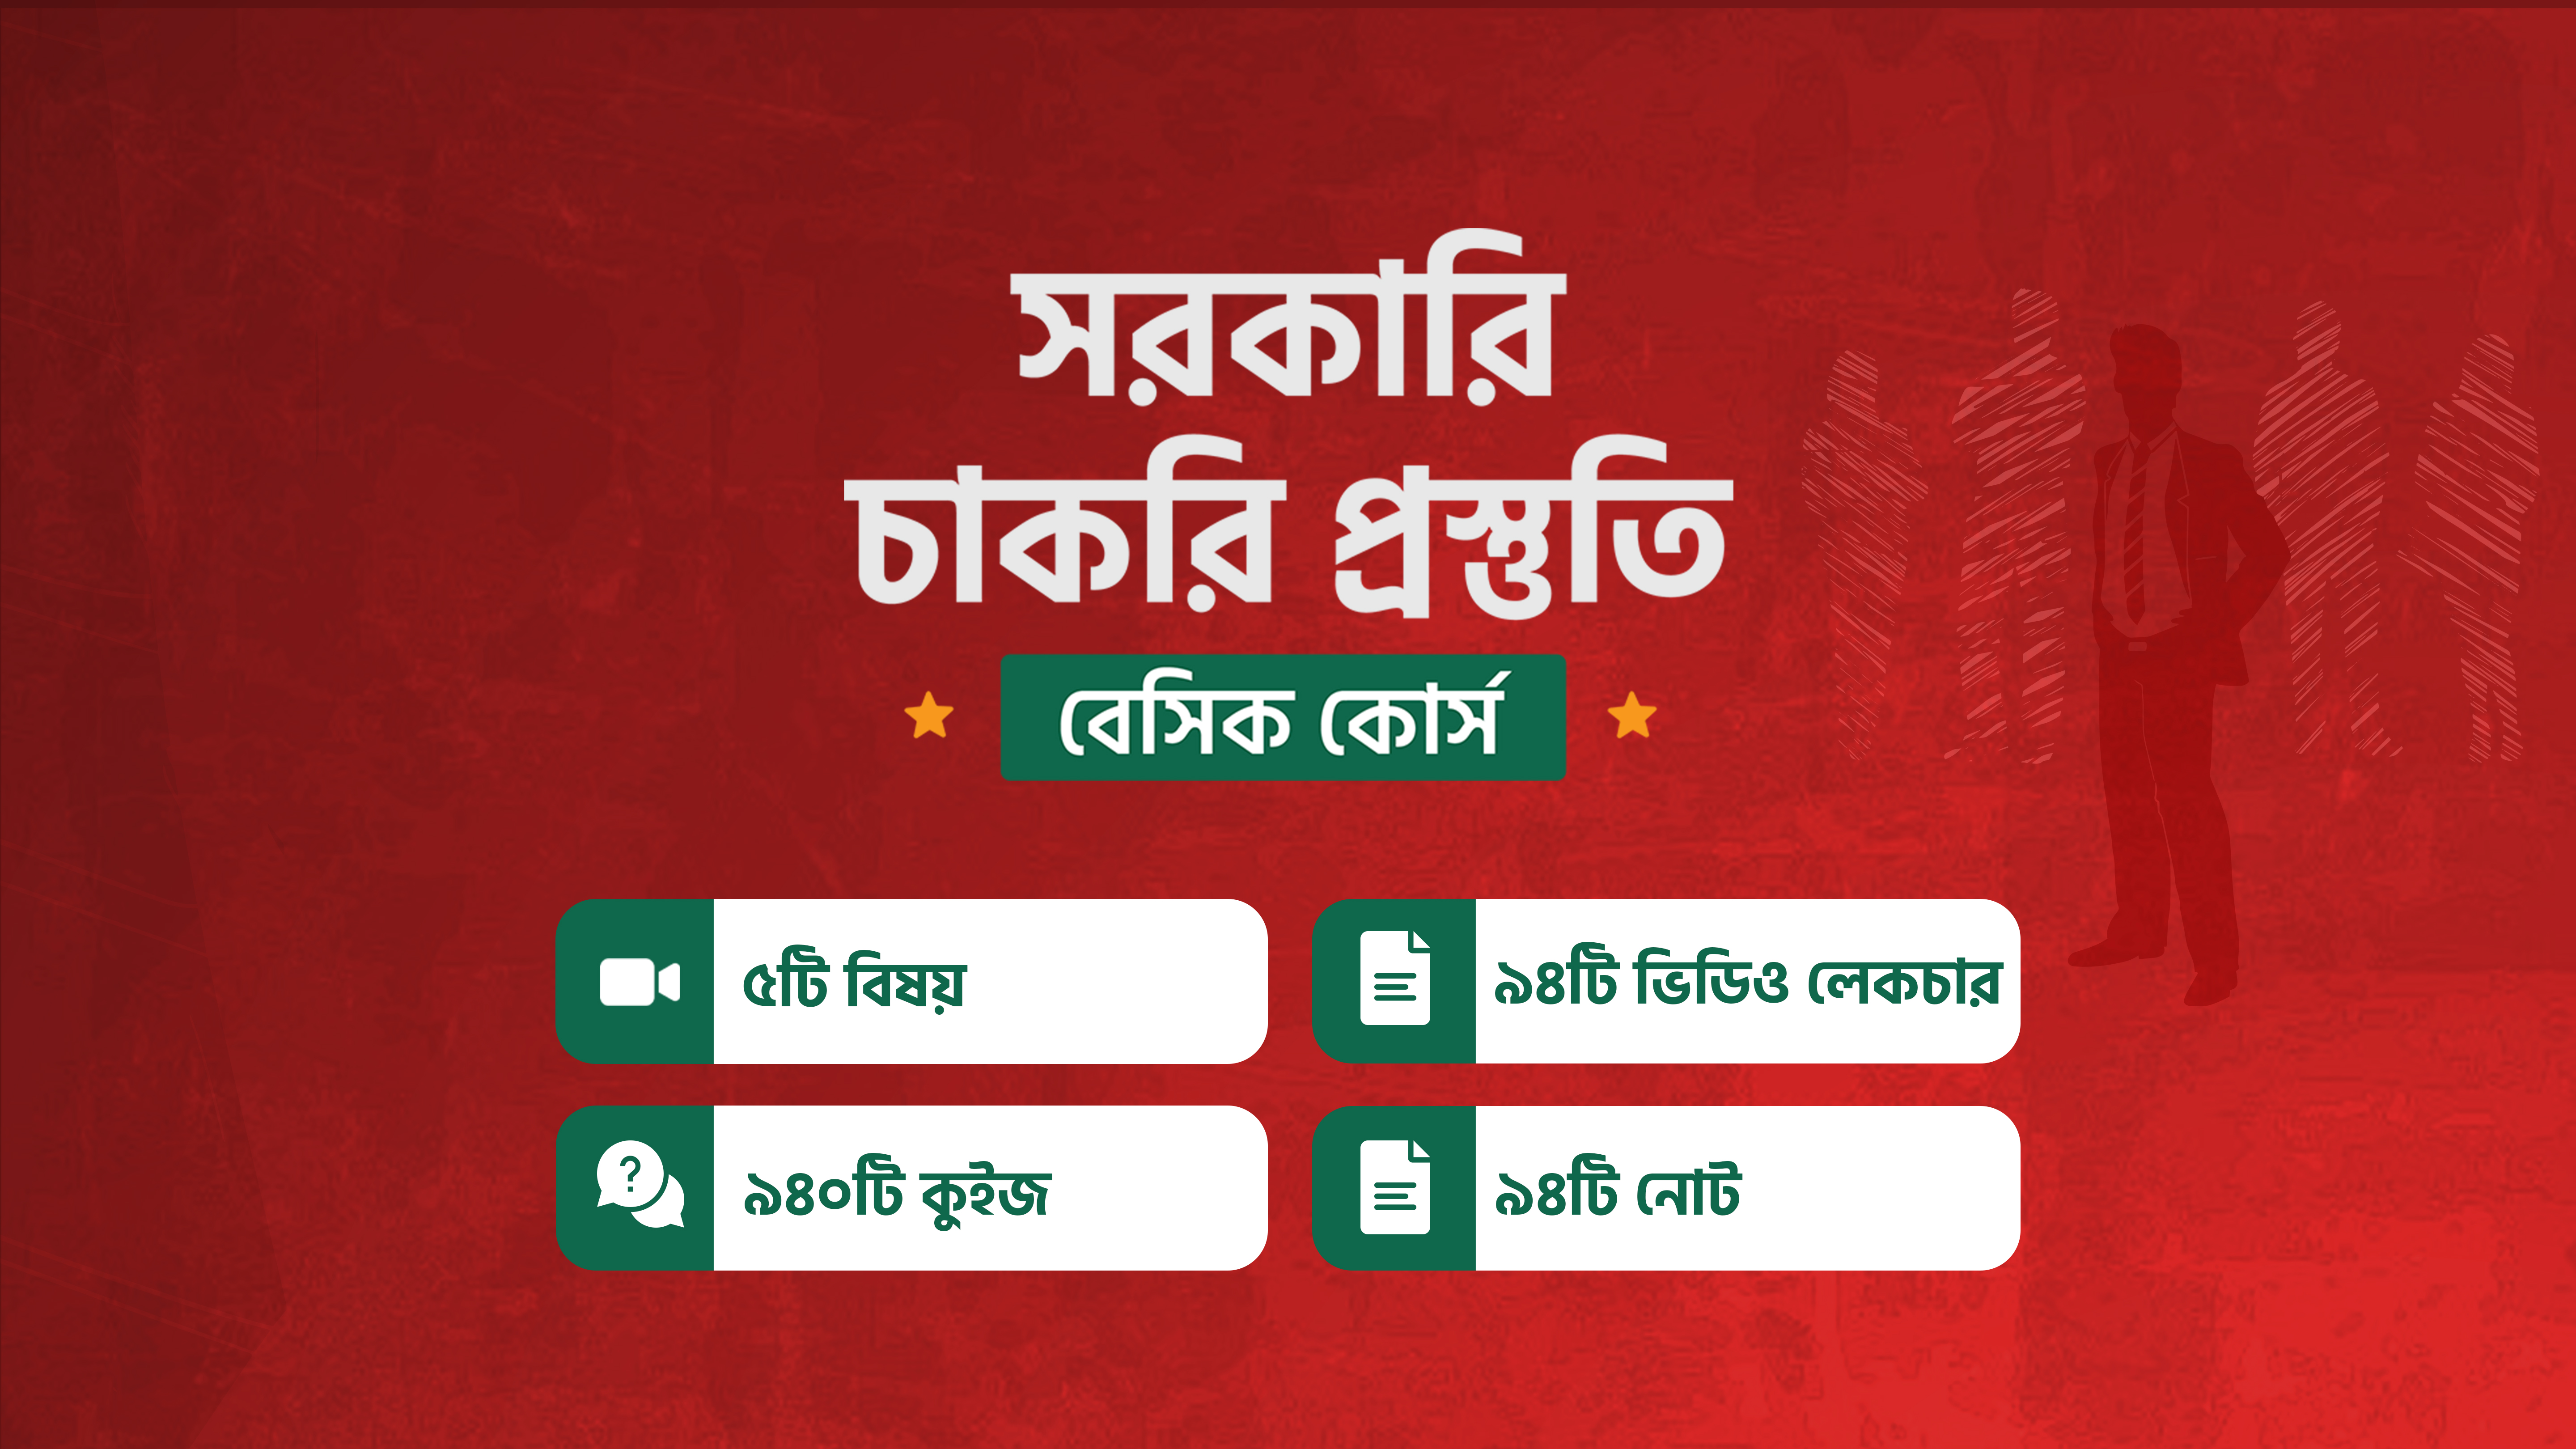 সরকারি
চাকরি প্রস্তুতি
বেসিক কোর্স
৫টি বিষয়
৯৪টি ভিডিও লেকচার
?
৯৪০টি কুইজ
৯৪টি নোট